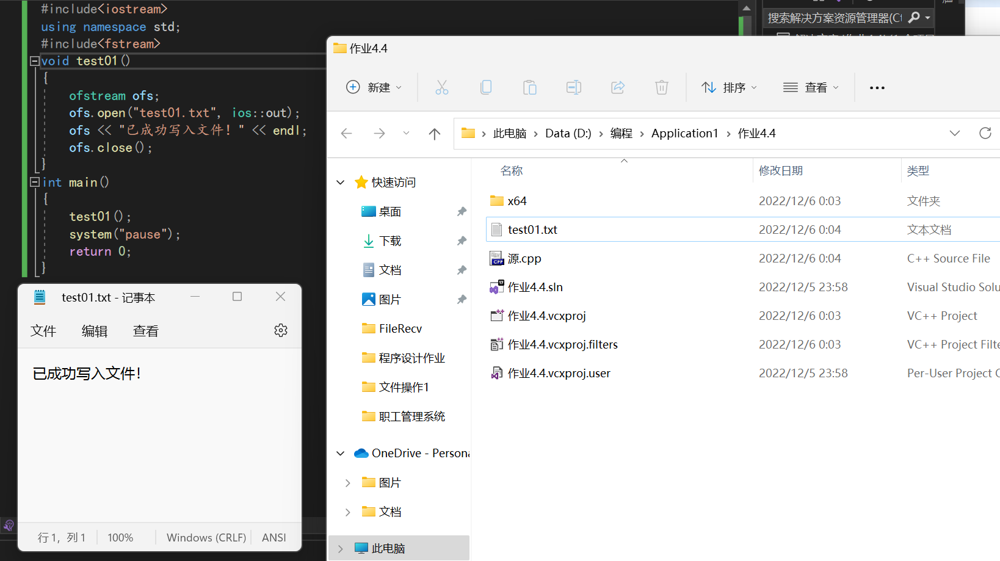 #include<iostream>
using namespace std;
#include<fstream>
void test01()
{
ofstream ofs;
ofs.open("test01.txt", ios::out);
ofs << "已成功写入文件！" << endl;
ofs.close();
}
int main()
{
test01();
system("pause");
return 0;
}
搜索解决方案资源管理器(Ct
test01.txt - 记事本
文件 编辑 查看
已成功写入文件！
行 1，列 1 100% Windows (CRLF) ANSI
作业4.4
新建 排序 查看
此电脑 > Data (D:) > 编程 > Application1 > 作业4.4
快速访问
桌面
下载
文档
图片
FileRecv
程序设计作业
文件操作1
职工管理系统
OneDrive - Persona
图片
文档
此电脑
名称 修改日期 类型
x64 2022/12/6 0:03 文件夹
test01.txt 2022/12/6 0:04 文本文档
源.cpp 2022/12/6 0:04 C++ Source File
作业4.4.sln 2022/12/5 23:58 Visual Studio Solu
作业4.4.vcxproj 2022/12/6 0:03 VC++ Project
作业4.4.vcxproj.filters 2022/12/6 0:03 VC++ Project Filte
作业4.4.vcxproj.user 2022/12/5 23:58 Per-User Project O